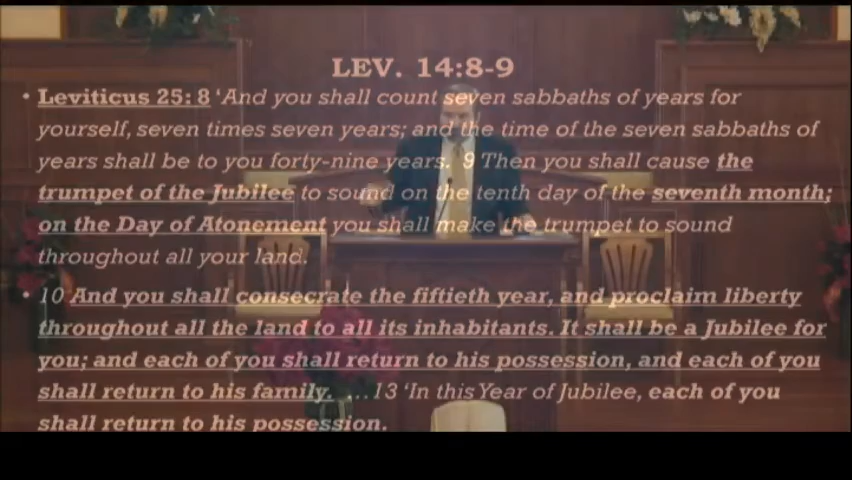 LEV. 14:8-9
• Leviticus 25: 8 ‘And you shall count seven sabbaths of years for
yourself, seven times seven years; and the time of the seven sabbaths of
years shall be to you forty-nine years. 9 Then you shall cause the
trumpet of the Jubilee to sound on the tenth day of the seventh month;
on the Day of Atonement you shall make the trumpet to sound
throughout all your land.
• 10 And you shall consecrate the fiftieth year, and proclaim liberty
throughout all the land to all its inhabitants. It shall be a Jubilee for
you; and each of you shall return to his possession, and each of you
shall return to his family. …13 ‘In this Year of Jubilee, each of you
shall return to his possession.